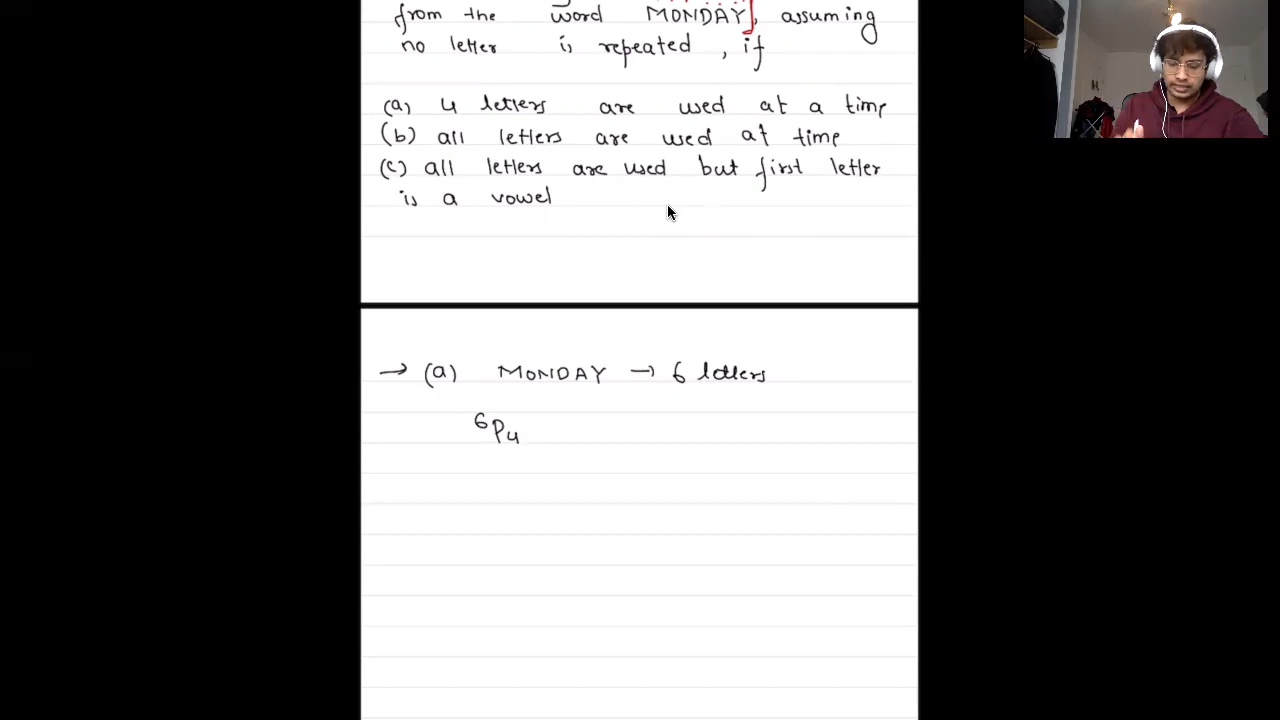 from the word MONDAY, assuming
no letter is repeated, if
(a) 4 letters are used at a time
(b) all letters are used at time
(c) all letters are used but first letter
is a vowel
→ (a) MONDAY → 6 letters
⁶P₄